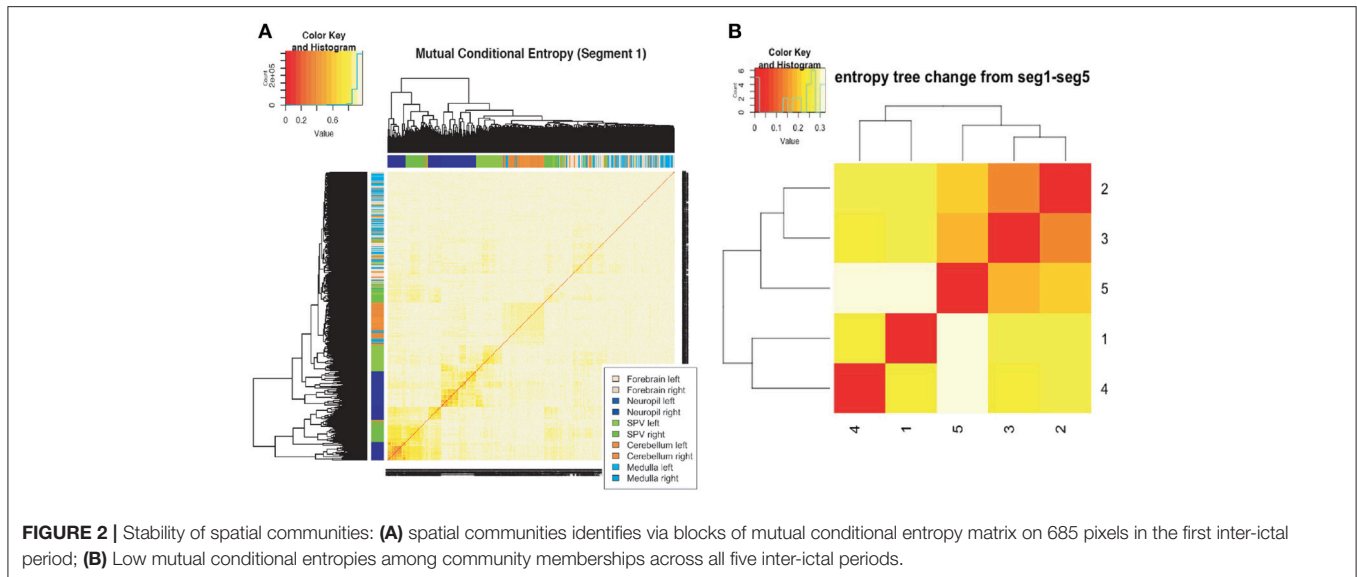 A
Color Key
and Histogram
Count
0 2e+05
0 0.2 0.6
Value
Mutual Conditional Entropy (Segment 1)
Forebrain left
Forebrain right
Neuropil left
Neuropil right
SPV left
SPV right
Cerebellum left
Cerebellum right
Medulla left
Medulla right
B
Color Key
and Histogram
Count
0 2 4 6
0 0.1 0.2 0.3
Value
entropy tree change from seg1-seg5
2
3
5
1
4
4 1 5 3 2
FIGURE 2 | Stability of spatial communities: (A) spatial communities identifies via blocks of mutual conditional entropy matrix on 685 pixels in the first inter-ictal
period; (B) Low mutual conditional entropies among community memberships across all five inter-ictal periods.